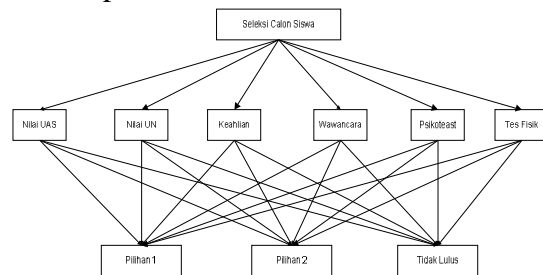 Seleksi Calon Siswa
Nilai UAS
Nilai UN
Keahlian
Wawancara
Psikoteast
Tes Fisik
Pilihan 1
Pilihan 2
Tidak Lulus